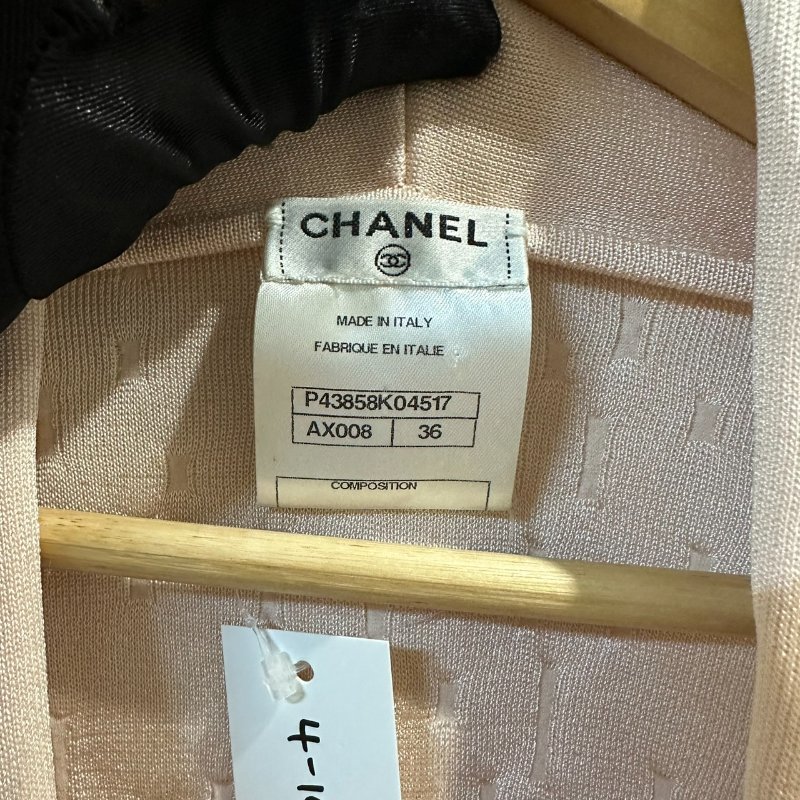 CHANEL
MADE IN ITALY
FABRIQUE EN ITALIE
P43858K04517
AX008 36
COMPOSITION